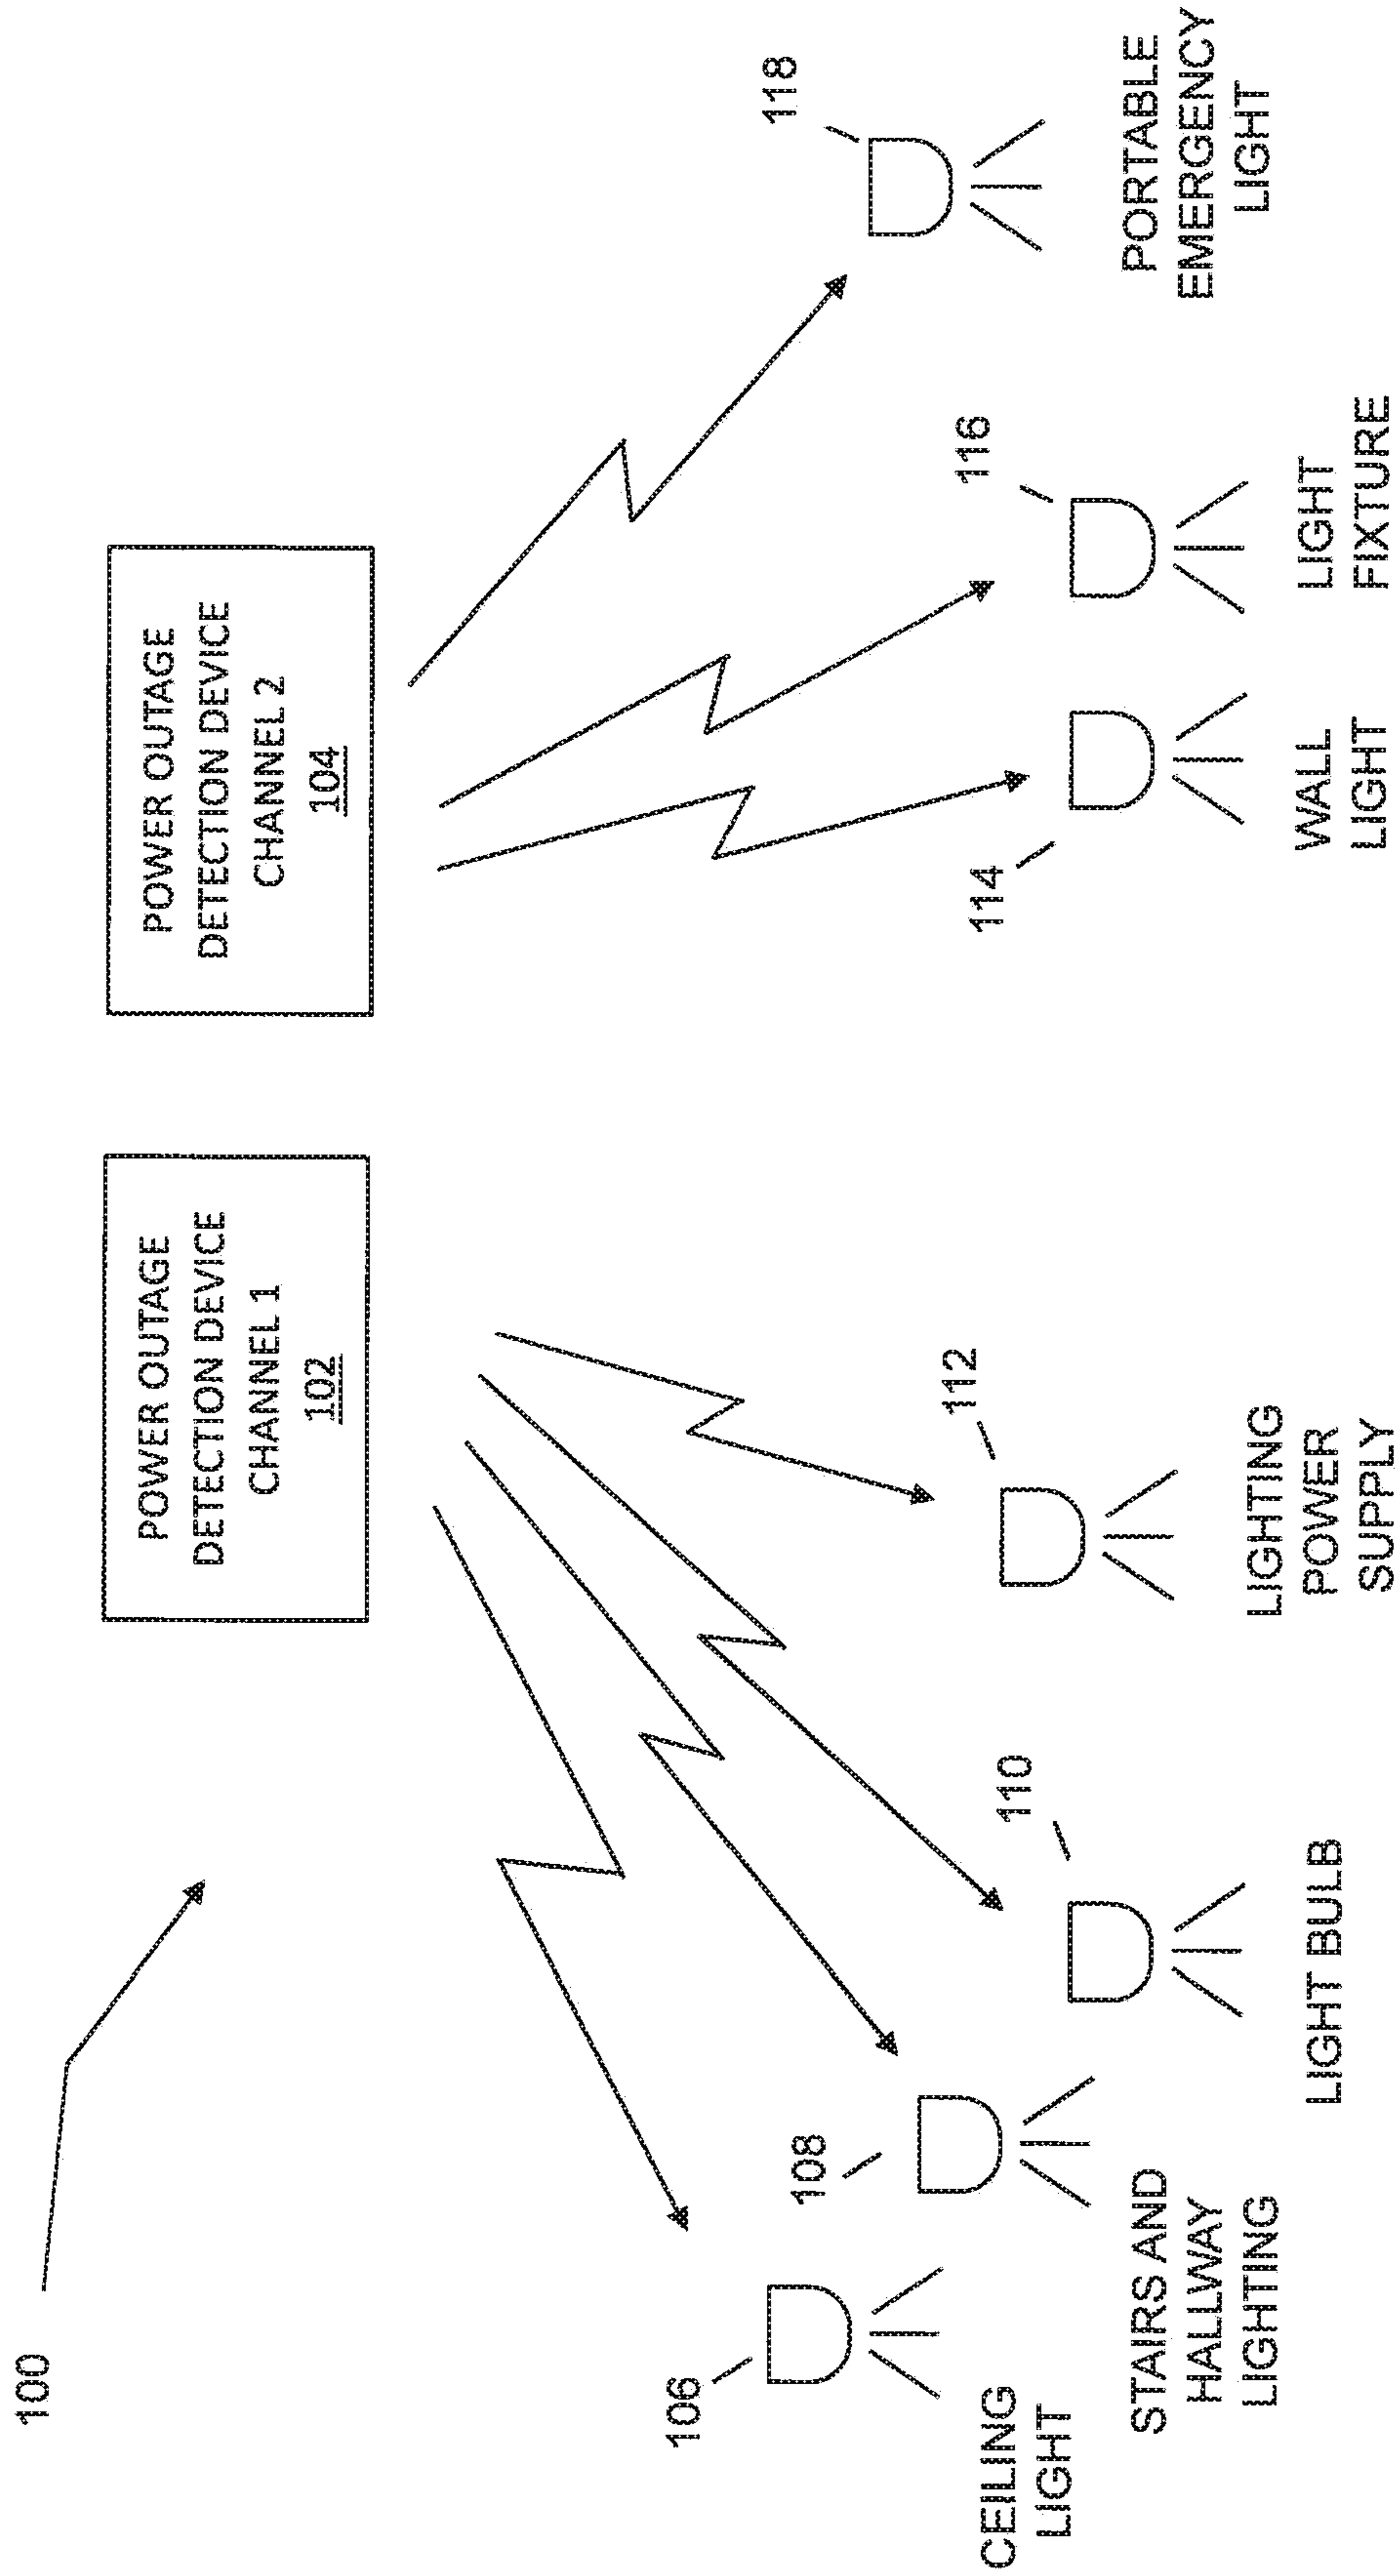 100
POWER OUTAGE
DETECTION DEVICE
CHANNEL 1
102
POWER OUTAGE
DETECTION DEVICE
CHANNEL 2
104
106
CEILING
LIGHT
108
STAIRS AND
HALLWAY
LIGHTING
110
LIGHT BULB
112
LIGHTING
POWER
SUPPLY
114
WALL
LIGHT
116
LIGHT
FIXTURE
118
PORTABLE
EMERGENCY
LIGHT